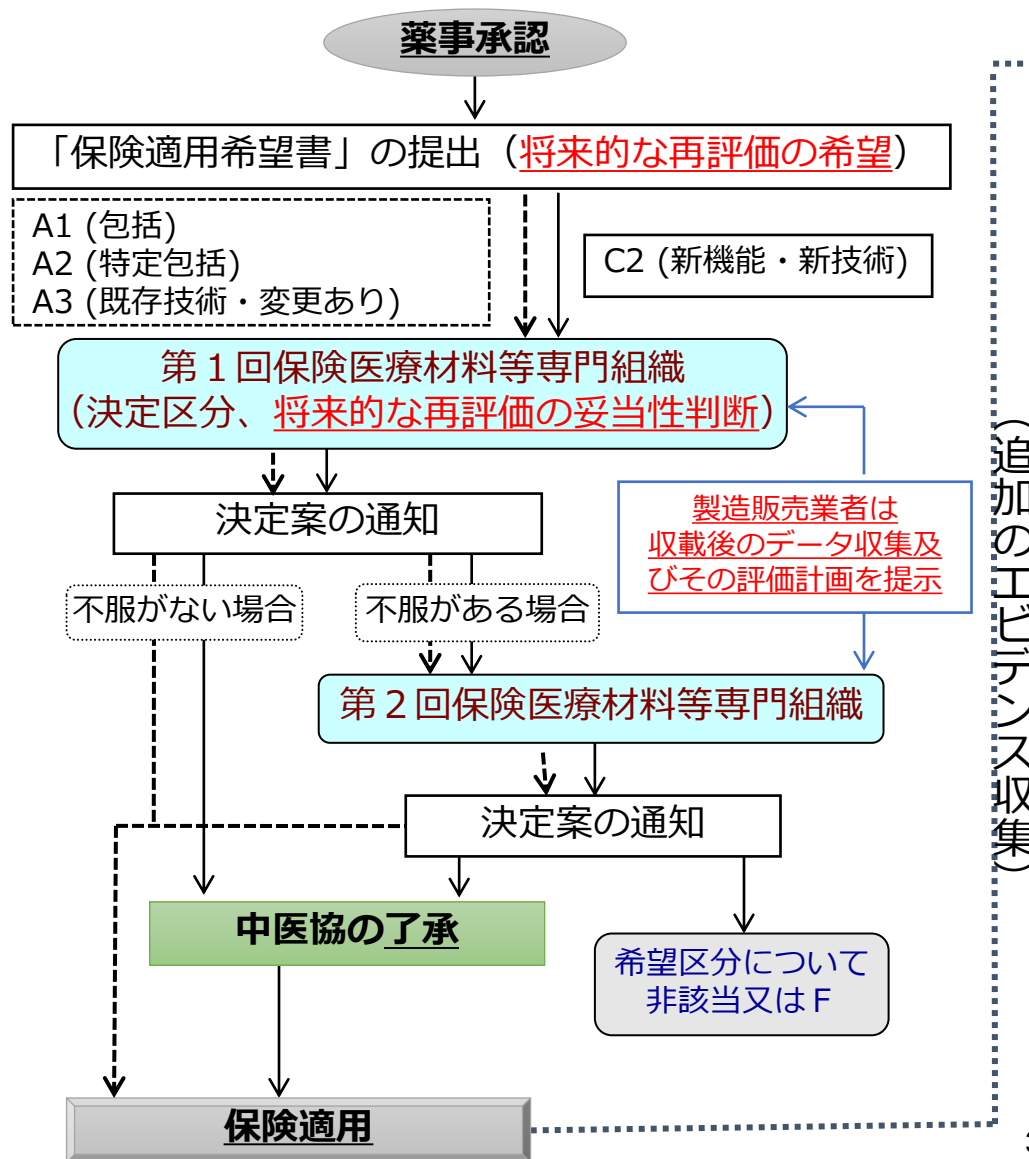 薬事承認
「保険適用希望書」の提出（将来的な再評価の希望）
A1 (包括)
A2 (特定包括)
A3 (既存技術・変更あり)
C2 (新機能・新技術)
第１回保険医療材料等専門組織
（決定区分、将来的な再評価の妥当性判断）
決定案の通知
製造販売業者は
収載後のデータ収集及
びその評価計画を提示
不服がない場合
不服がある場合
第２回保険医療材料等専門組織
決定案の通知
中医協の了承
希望区分について
非該当又はＦ
保険適用
（追加のエビデンス収集）